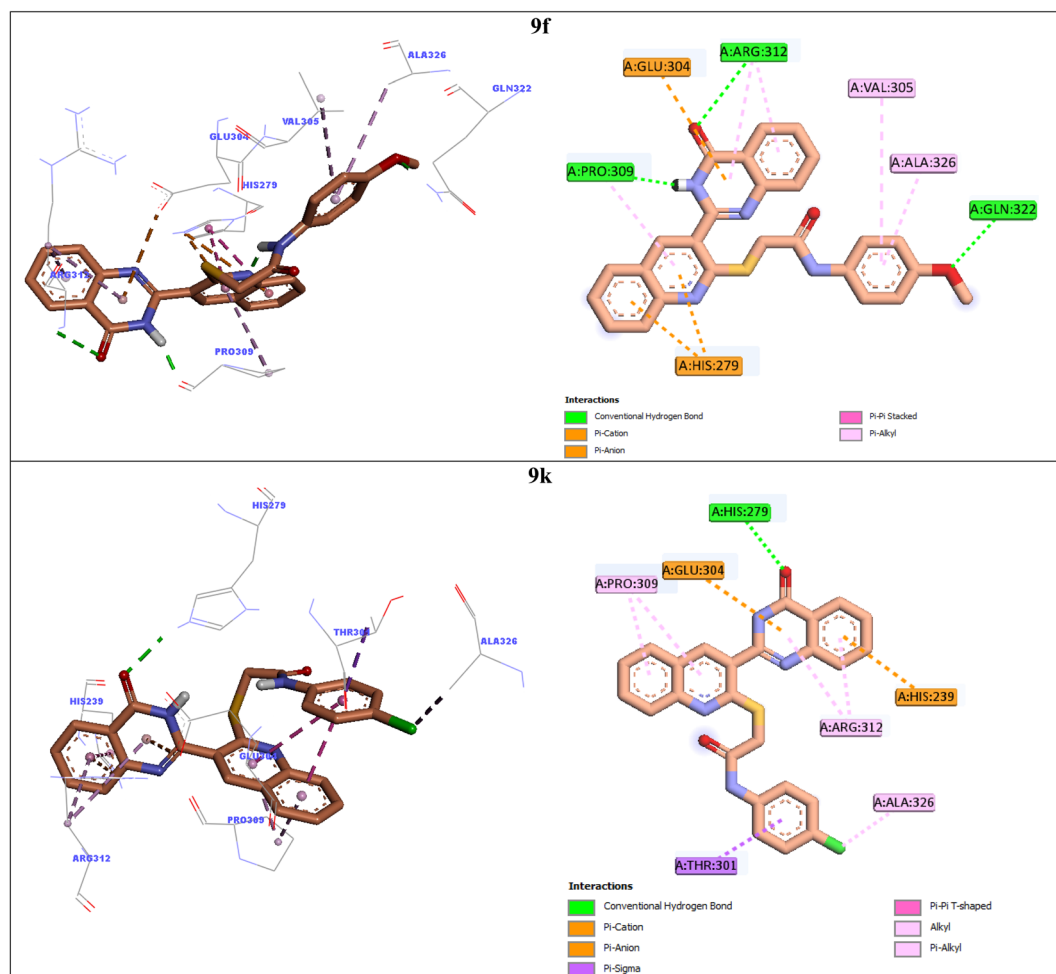 9f
ALA326
GLN322
VAL305
GLU304
HIS279
ARG312
PRO309
A:ARG:312
A:GLU:304
A:VAL:305
A:PRO:309
A:ALA:326
A:GLN:322
A:HIS:279
Interactions
Conventional Hydrogen Bond
Pi-Cation
Pi-Anion
Pi-Pi Stacked
Pi-Alkyl
9k
HIS279
THR301
ALA326
HIS239
GLU304
PRO309
ARG312
A:HIS:279
A:GLU:304
A:PRO:309
A:HIS:239
A:ARG:312
A:ALA:326
A:THR:301
Interactions
Conventional Hydrogen Bond
Pi-Cation
Pi-Anion
Pi-Sigma
Pi-Pi T-shaped
Alkyl
Pi-Alkyl